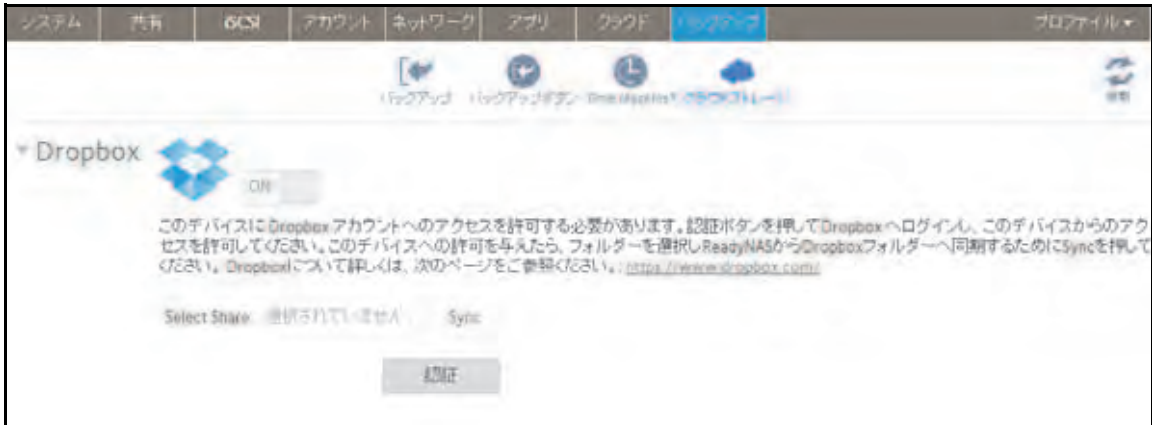 システム 共有 iSCSI アカウント ネットワーク アプリ クラウド バックアップ プロファイル▾
バックアップ バックアップボタン Time Machine クラウドストレージ 更新
Dropbox
ON
このデバイスにDropboxアカウントへのアクセスを許可する必要があります。認証ボタンを押してDropboxへログインし、このデバイスからのアク
セスを許可してください。このデバイスへの許可を与えたら、フォルダーを選択しReadyNASからDropboxフォルダーへ同期するためにSyncを押して
ください。Dropboxについて詳しくは、次のページをご参照ください。: https://www.dropbox.com/
Select Share: 選択されていません Sync
認証